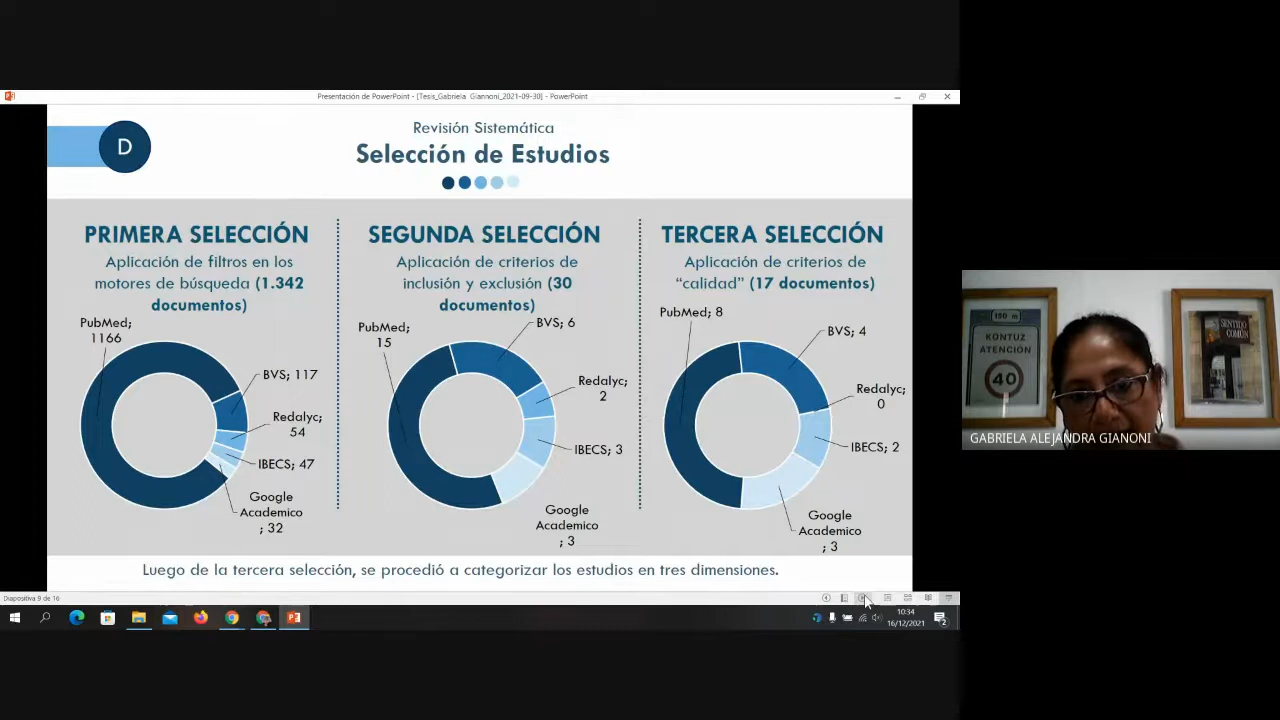 Presentación de PowerPoint - [Tesis_Gabriela Giannoni_2021-09-30] - PowerPoint
D
Revisión Sistemática
Selección de Estudios
PRIMERA SELECCIÓN
Aplicación de filtros en los
motores de búsqueda (1.342
documentos)
PubMed;
1166
BVS; 117
Redalyc;
54
IBECS; 47
Google
Academico
; 32
SEGUNDA SELECCIÓN
Aplicación de criterios de
inclusión y exclusión (30
documentos)
PubMed;
15
BVS; 6
Redalyc;
2
IBECS; 3
Google
Academico
; 3
TERCERA SELECCIÓN
Aplicación de criterios de
“calidad” (17 documentos)
PubMed; 8
BVS; 4
Redalyc;
0
IBECS; 2
Google
Academico
; 3
Luego de la tercera selección, se procedió a categorizar los estudios en tres dimensiones.
Diapositiva 9 de 16
10:34
16/12/2021
KONTUZ
ATENCIÓN
40
SENTIDO
COMÚN
GABRIELA ALEJANDRA GIANONI